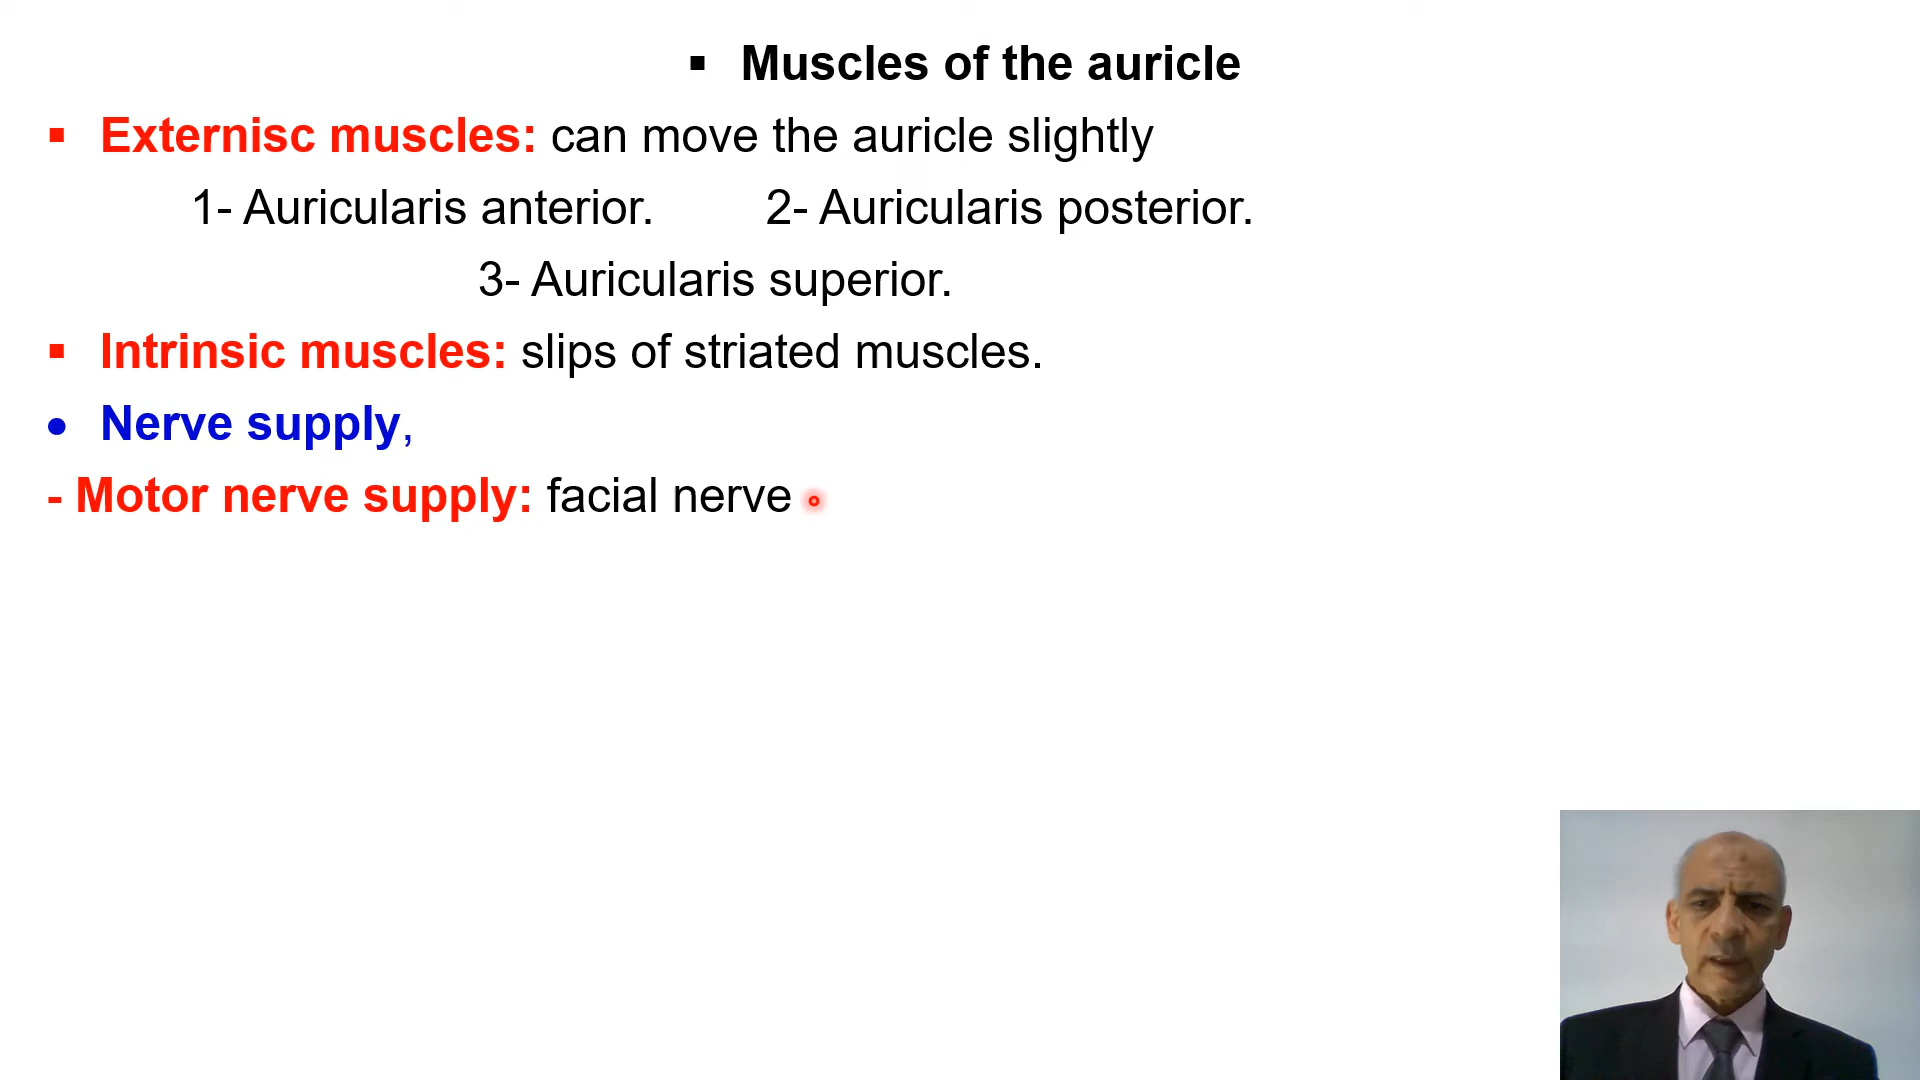 ▪ Muscles of the auricle
▪ Externisc muscles: can move the auricle slightly
1- Auricularis anterior. 2- Auricularis posterior.
3- Auricularis superior.
▪ Intrinsic muscles: slips of striated muscles.
• Nerve supply,
- Motor nerve supply: facial nerve